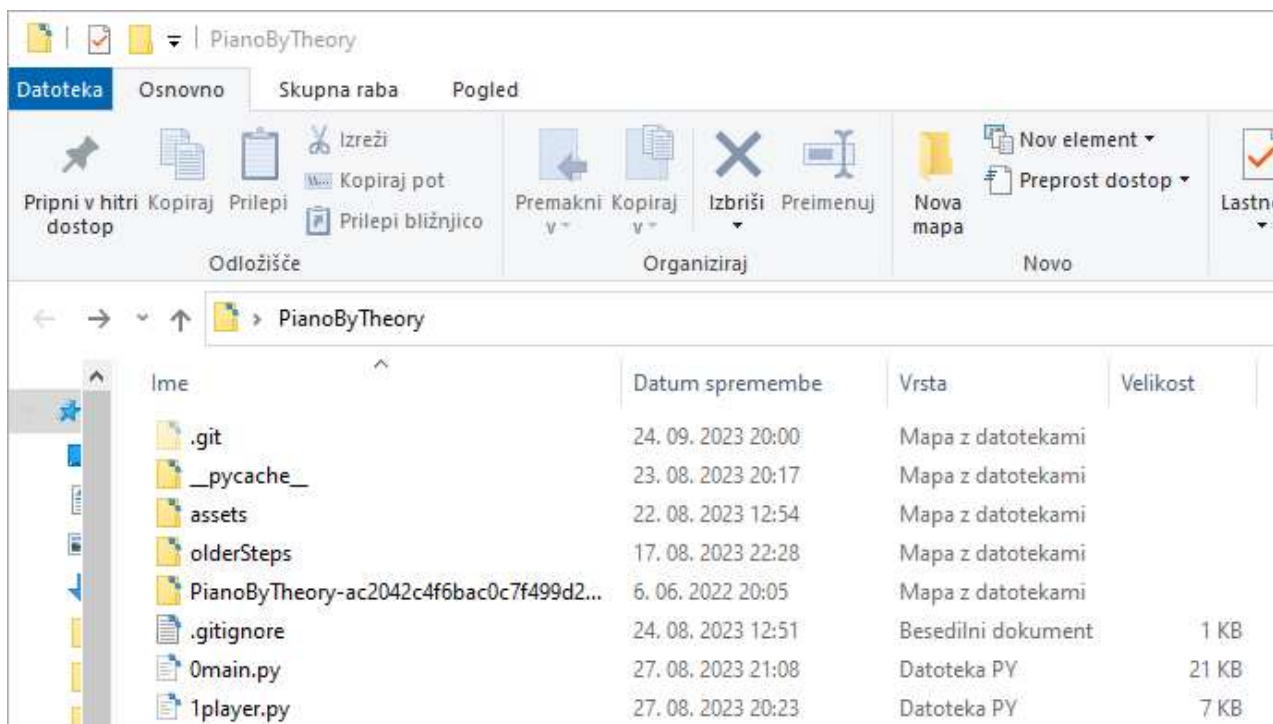 PianoByTheory
Datoteka Osnovno Skupna raba Pogled
Pripni v hitri dostop
Kopiraj
Prilepi
Izreži
Kopiraj pot
Prilepi bližnjico
Premakni v
Kopiraj v
Izbriši
Preimenuj
Nova mapa
Nov element
Preprost dostop
Odložišče Organiziraj Novo
PianoByTheory
Ime Datum spremembe Vrsta Velikost
.git 24. 09. 2023 20:00 Mapa z datotekami
__pycache__ 23. 08. 2023 20:17 Mapa z datotekami
assets 22. 08. 2023 12:54 Mapa z datotekami
olderSteps 17. 08. 2023 22:28 Mapa z datotekami
PianoByTheory-ac2042c4f6bac0c7f499d2... 6. 06. 2022 20:05 Mapa z datotekami
.gitignore 24. 08. 2023 12:51 Besedilni dokument 1 KB
0main.py 27. 08. 2023 21:08 Datoteka PY 21 KB
1player.py 27. 08. 2023 20:23 Datoteka PY 7 KB